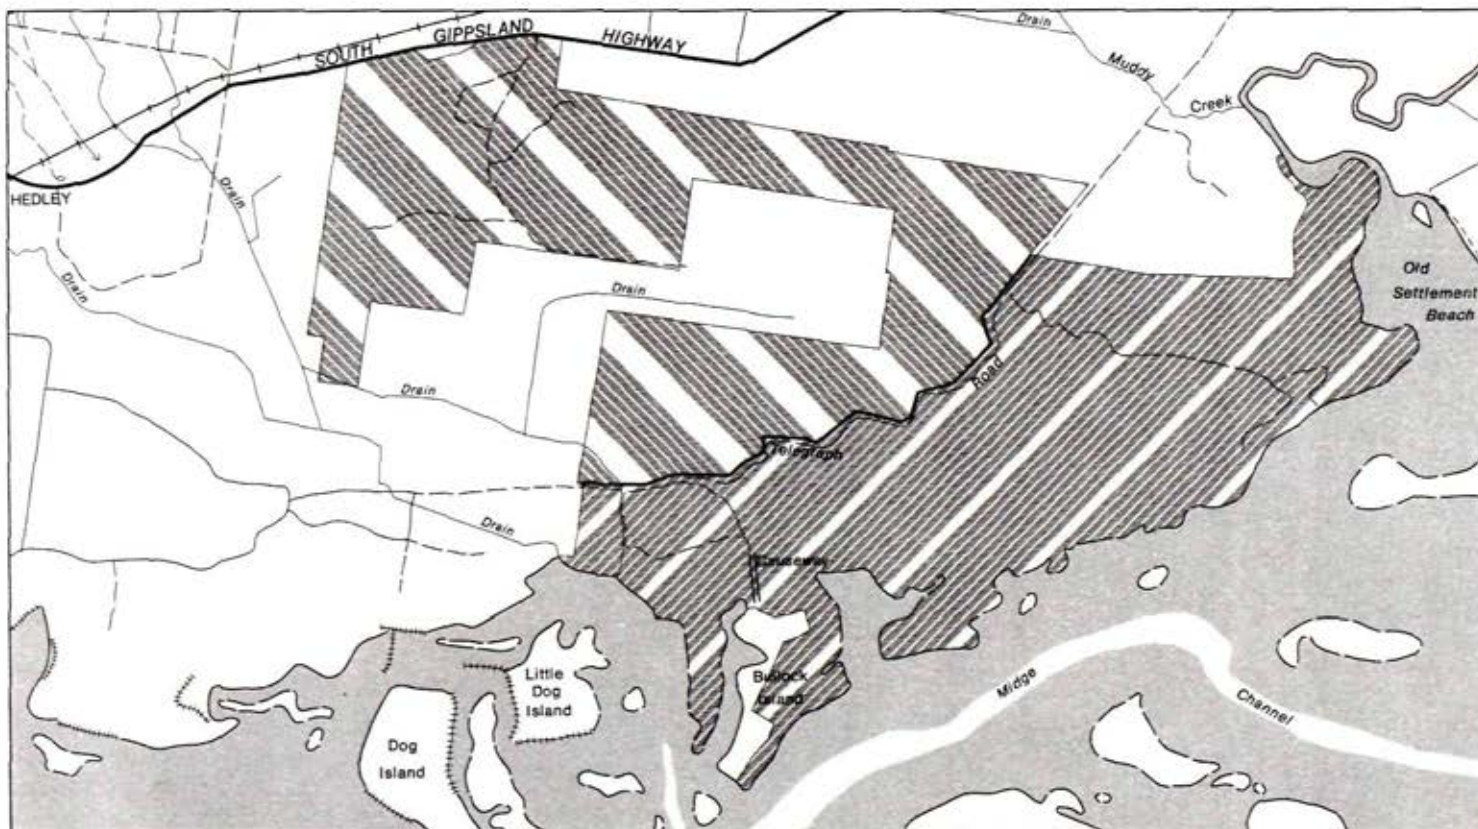 Drain
SOUTH GIPPSLAND HIGHWAY
Muddy
Creek
HEDLEY
Drain
Drain
Drain
Old
Settlement
Beach
Drain
Road
Telegraph
Drain
Causeway
Little
Dog
Island
Bullock
Island
Midge
Channel
Dog
Island